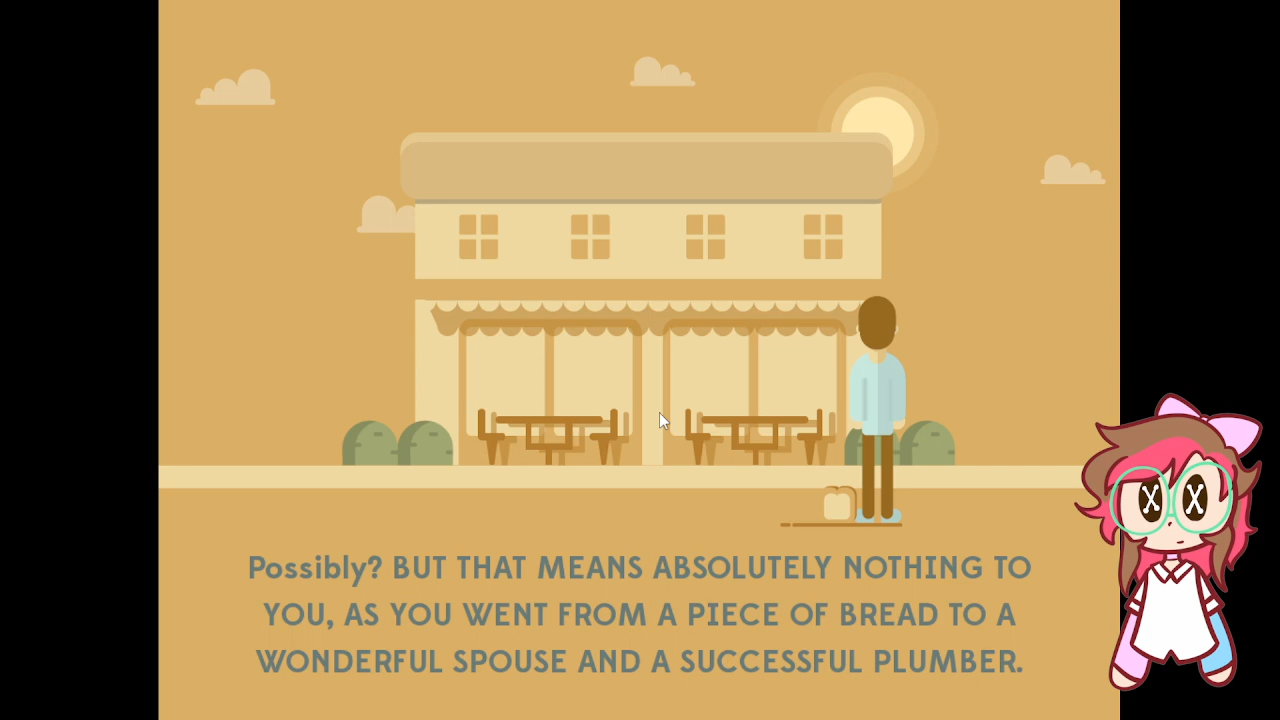 Possibly? BUT THAT MEANS ABSOLUTELY NOTHING TO
YOU, AS YOU WENT FROM A PIECE OF BREAD TO A
WONDERFUL SPOUSE AND A SUCCESSFUL PLUMBER.